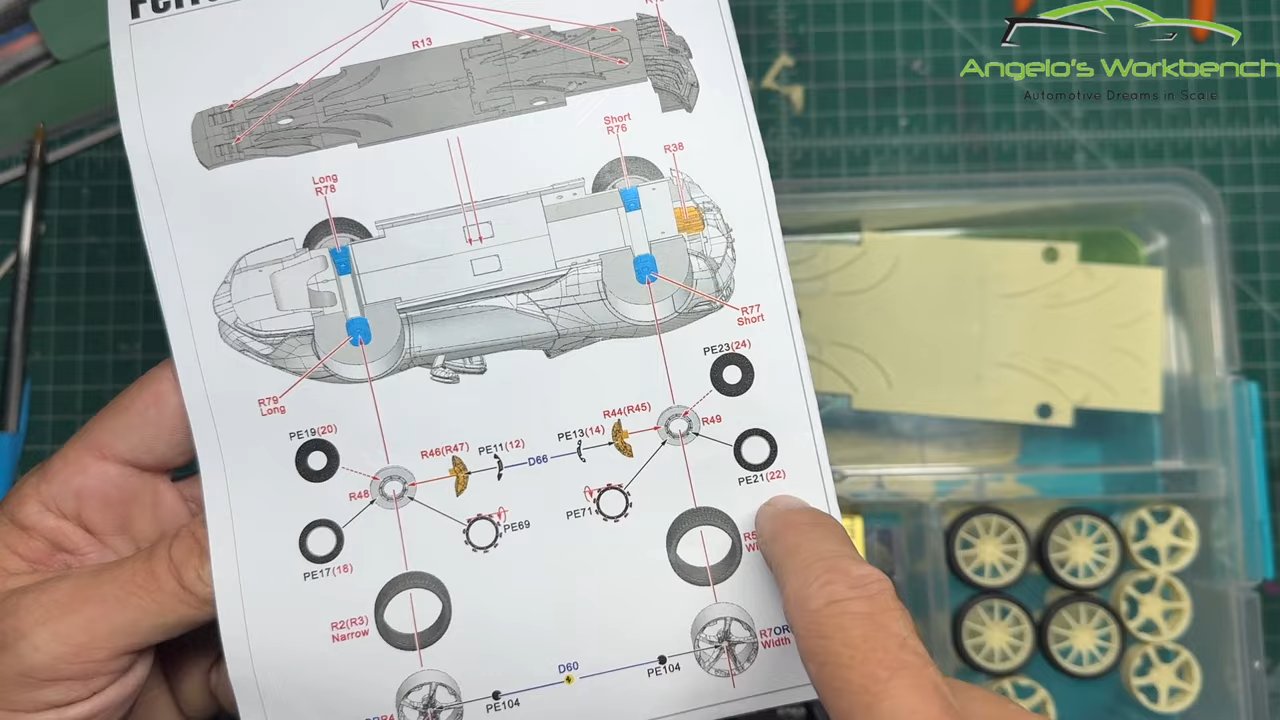 Angelo's Workbench
Automotive Dreams in Scale
R13
Short
R76
R38
Long
R78
R77
Short
R79
Long
PE23(24)
PE19(20)
R46(R47)
PE11(12)
D66
PE13(14)
R44(R45)
R49
R48
PE21(22)
PE71
PE69
PE17(18)
R2(R3)
Narrow
R7OR
Width
D60
PE104
PE104